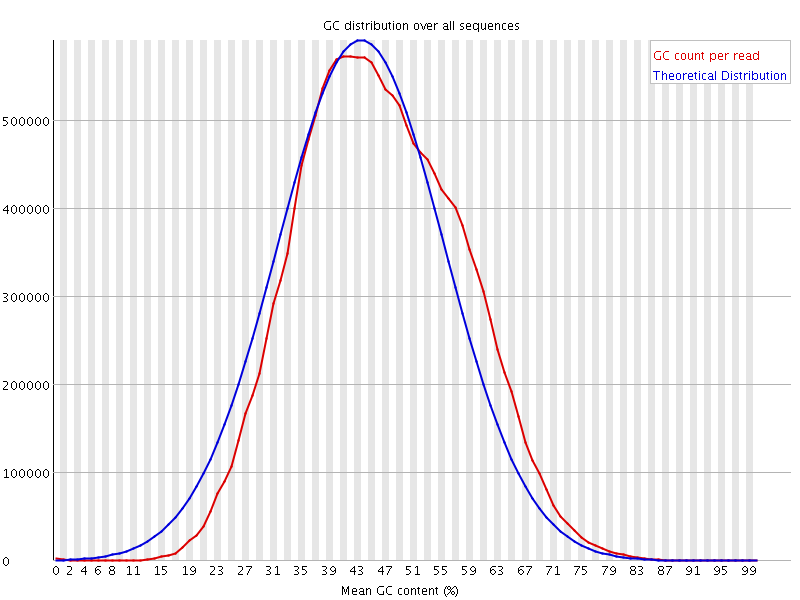 GC distribution over all sequences
GC count per read
Theoretical Distribution
500000
400000
300000
200000
100000
0
0 2 4 6 8 11 15 19 23 27 31 35 39 43 47 51 55 59 63 67 71 75 79 83 87 91 95 99
Mean GC content (%)